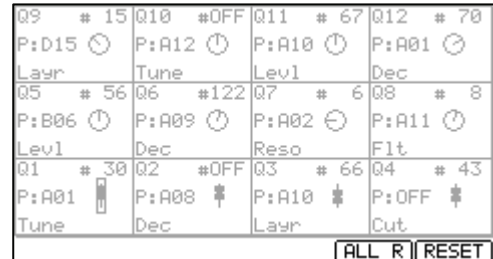 Q9 # 15 Q10 #OFF Q11 # 67 Q12 # 70
P:D15 P:A12 P:A10 P:A01
Layr Tune Levl Dec
Q5 # 56 Q6 #122 Q7 # 6 Q8 # 8
P:B06 P:A09 P:A02 P:A11
Levl Dec Reso Flt
Q1 # 30 Q2 #OFF Q3 # 66 Q4 # 43
P:A01 P:A08 P:A10 P:OFF
Tune Dec Layr Cut
ALL R RESET